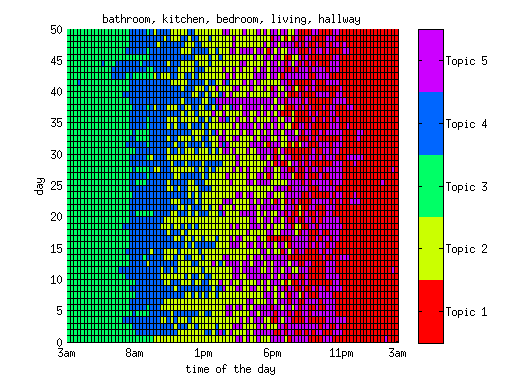 bathroom, kitchen, bedroom, living, hallway
50
45
40
35
30
25
20
15
10
5
0
day
3am 8am 1pm 6pm 11pm 3am
time of the day
Topic 5
Topic 4
Topic 3
Topic 2
Topic 1